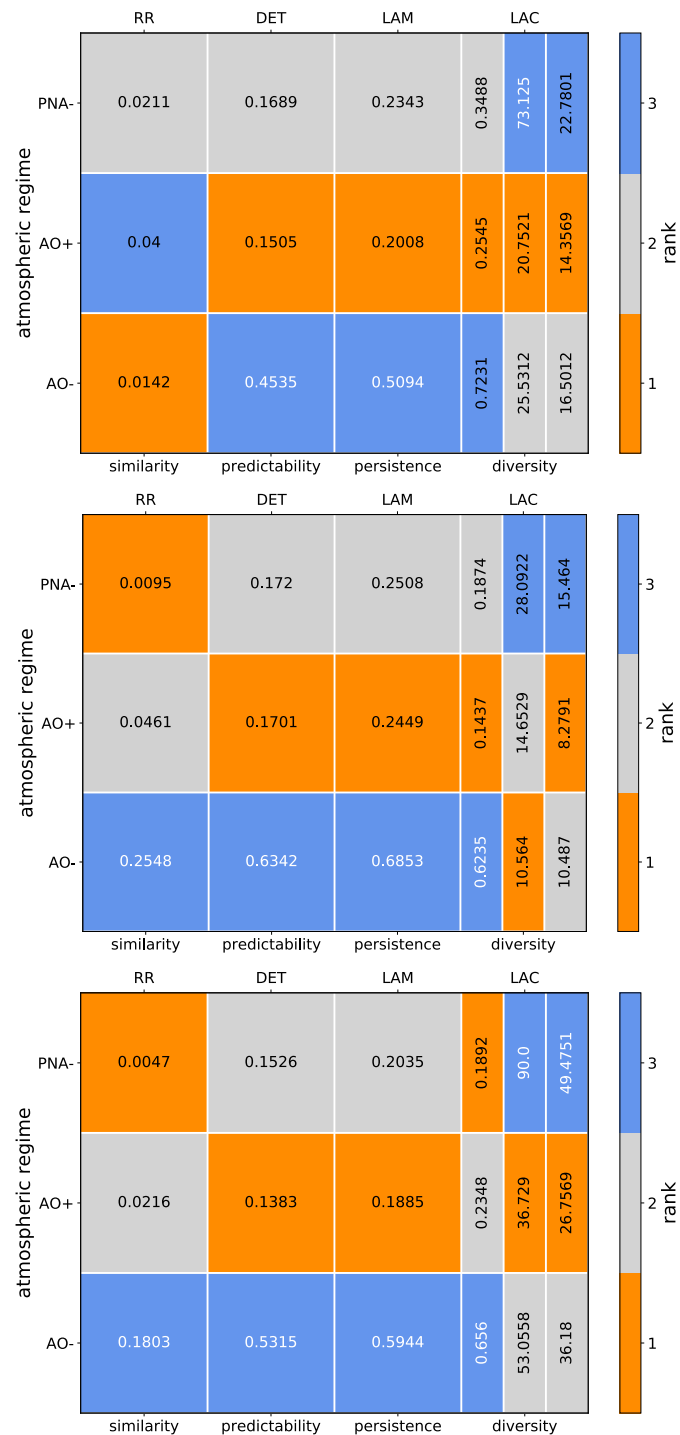 RR DET LAM LAC
PNA- 0.0211 0.1689 0.2343 0.3488 73.125 22.7801 3
AO+ 0.04 0.1505 0.2008 0.2545 20.7521 14.3569 2
AO- 0.0142 0.4535 0.5094 0.7231 25.5312 16.5012 1
atmospheric regime
rank
similarity predictability persistence diversity
RR DET LAM LAC
PNA- 0.0095 0.172 0.2508 0.1874 28.0922 15.464 3
AO+ 0.0461 0.1701 0.2449 0.1437 14.6529 8.2791 2
AO- 0.2548 0.6342 0.6853 0.6235 10.564 10.487 1
atmospheric regime
rank
similarity predictability persistence diversity
RR DET LAM LAC
PNA- 0.0047 0.1526 0.2035 0.1892 90.0 49.4751 3
AO+ 0.0216 0.1383 0.1885 0.2348 36.729 26.7569 2
AO- 0.1803 0.5315 0.5944 0.656 53.0558 36.18 1
atmospheric regime
rank
similarity predictability persistence diversity